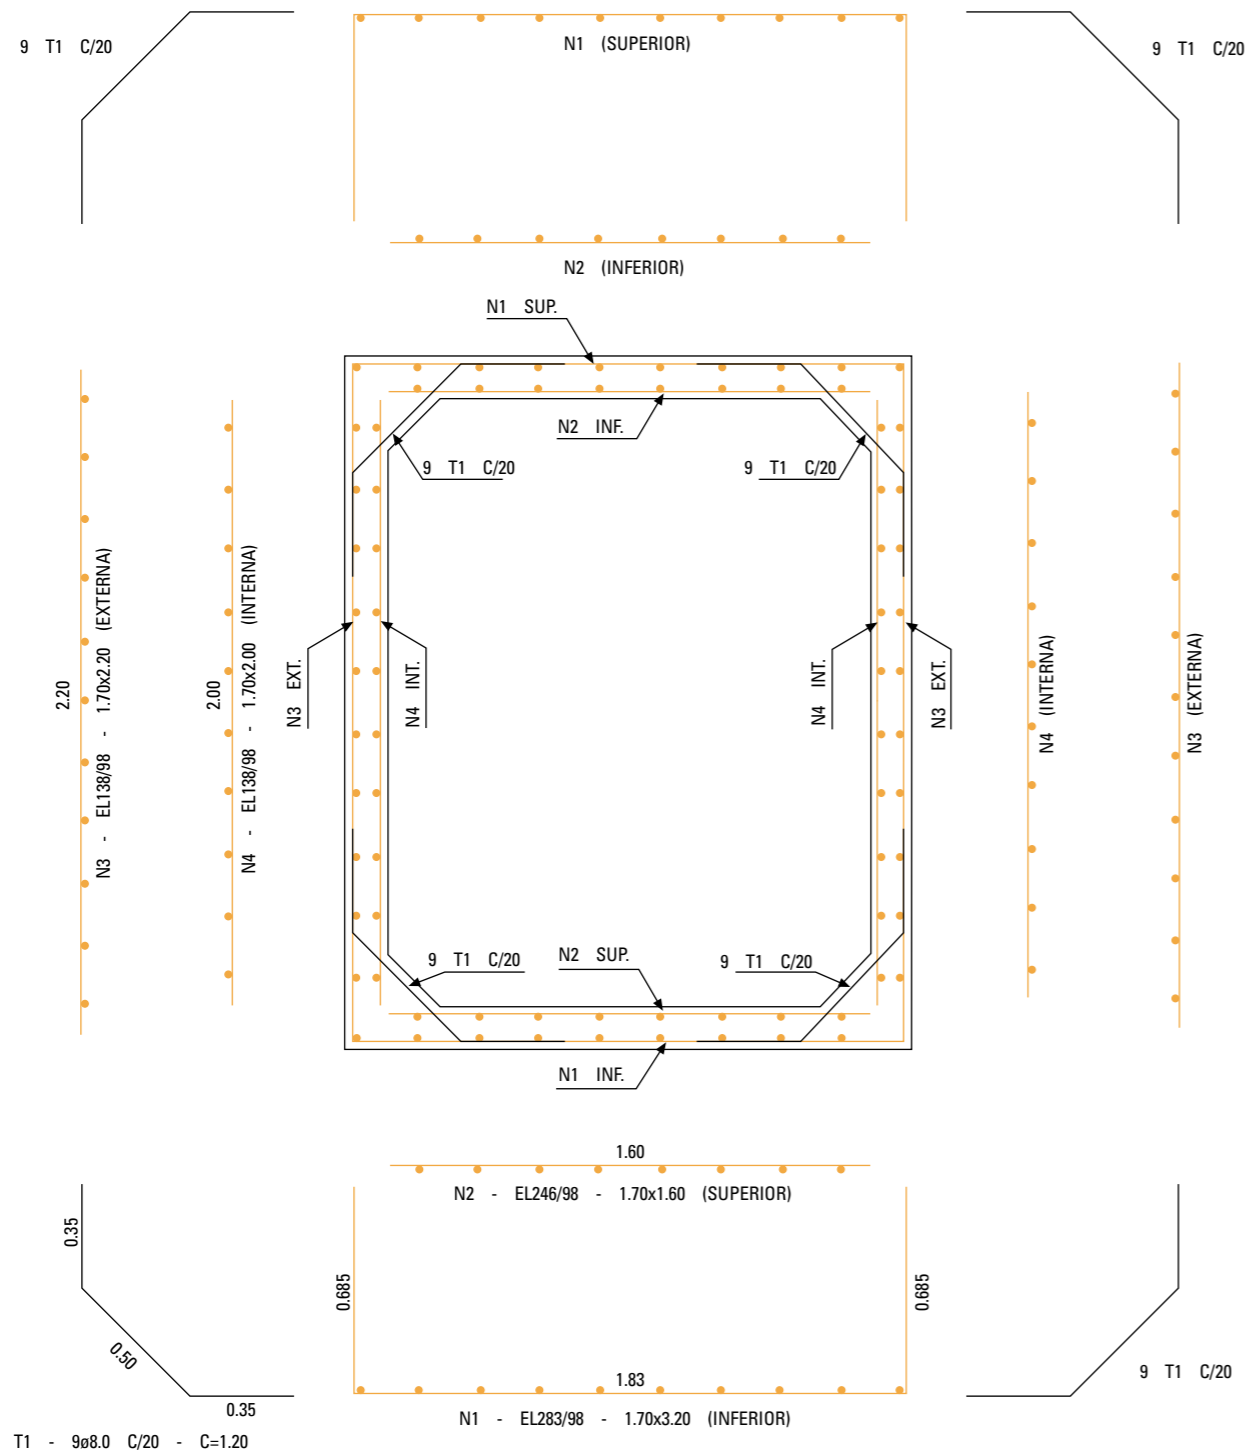 9 T1 C/20
N1 (SUPERIOR)
9 T1 C/20
N2 (INFERIOR)
N1 SUP.
N2 INF.
9 T1 C/20
9 T1 C/20
2.20
N3 - EL138/98 - 1.70x2.20 (EXTERNA)
2.00
N4 - EL138/98 - 1.70x2.00 (INTERNA)
N3 EXT.
N4 INT.
N4 INT.
N3 EXT.
N4 (INTERNA)
N3 (EXTERNA)
9 T1 C/20
N2 SUP.
9 T1 C/20
N1 INF.
1.60
N2 - EL246/98 - 1.70x1.60 (SUPERIOR)
0.35
0.50
0.35
0.685
0.685
1.83
9 T1 C/20
N1 - EL283/98 - 1.70x3.20 (INFERIOR)
T1 - 9ø8.0 C/20 - C=1.20